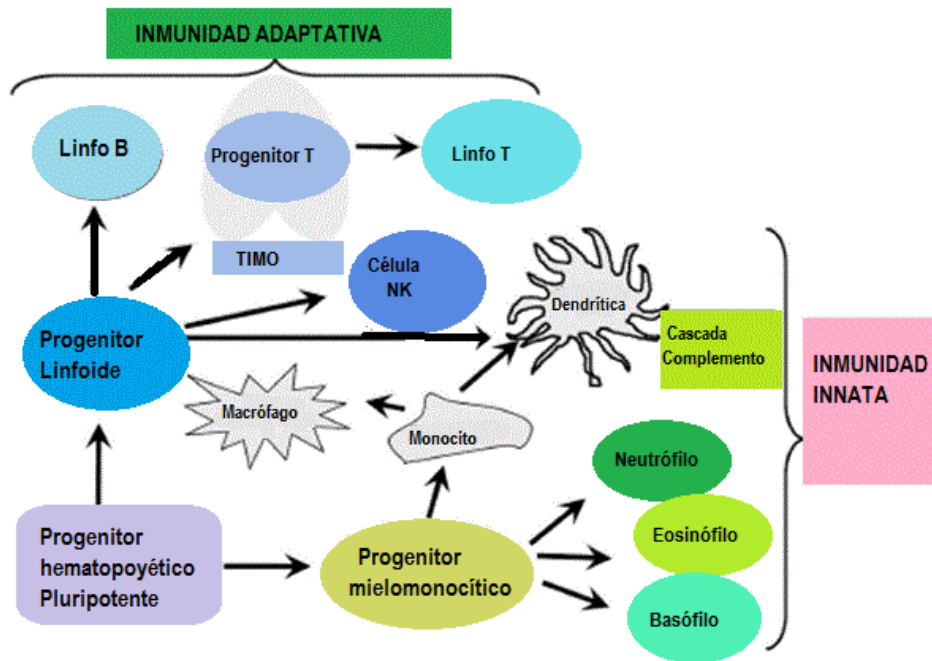 INMUNIDAD ADAPTATIVA
Linfo B
Progenitor T
Linfo T
TIMO
Célula
NK
Dendrítica
Cascada
Complemento
INMUNIDAD
INNATA
Progenitor
Linfoide
Macrófago
Monocito
Neutrófilo
Eosinófilo
Basófilo
Progenitor
hematopoyético
Pluripotente
Progenitor
mielomonocítico